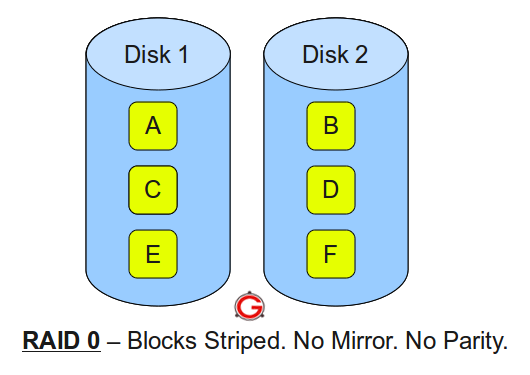 Disk 1 Disk 2
A B
C D
E F
G
RAID 0 – Blocks Striped. No Mirror. No Parity.